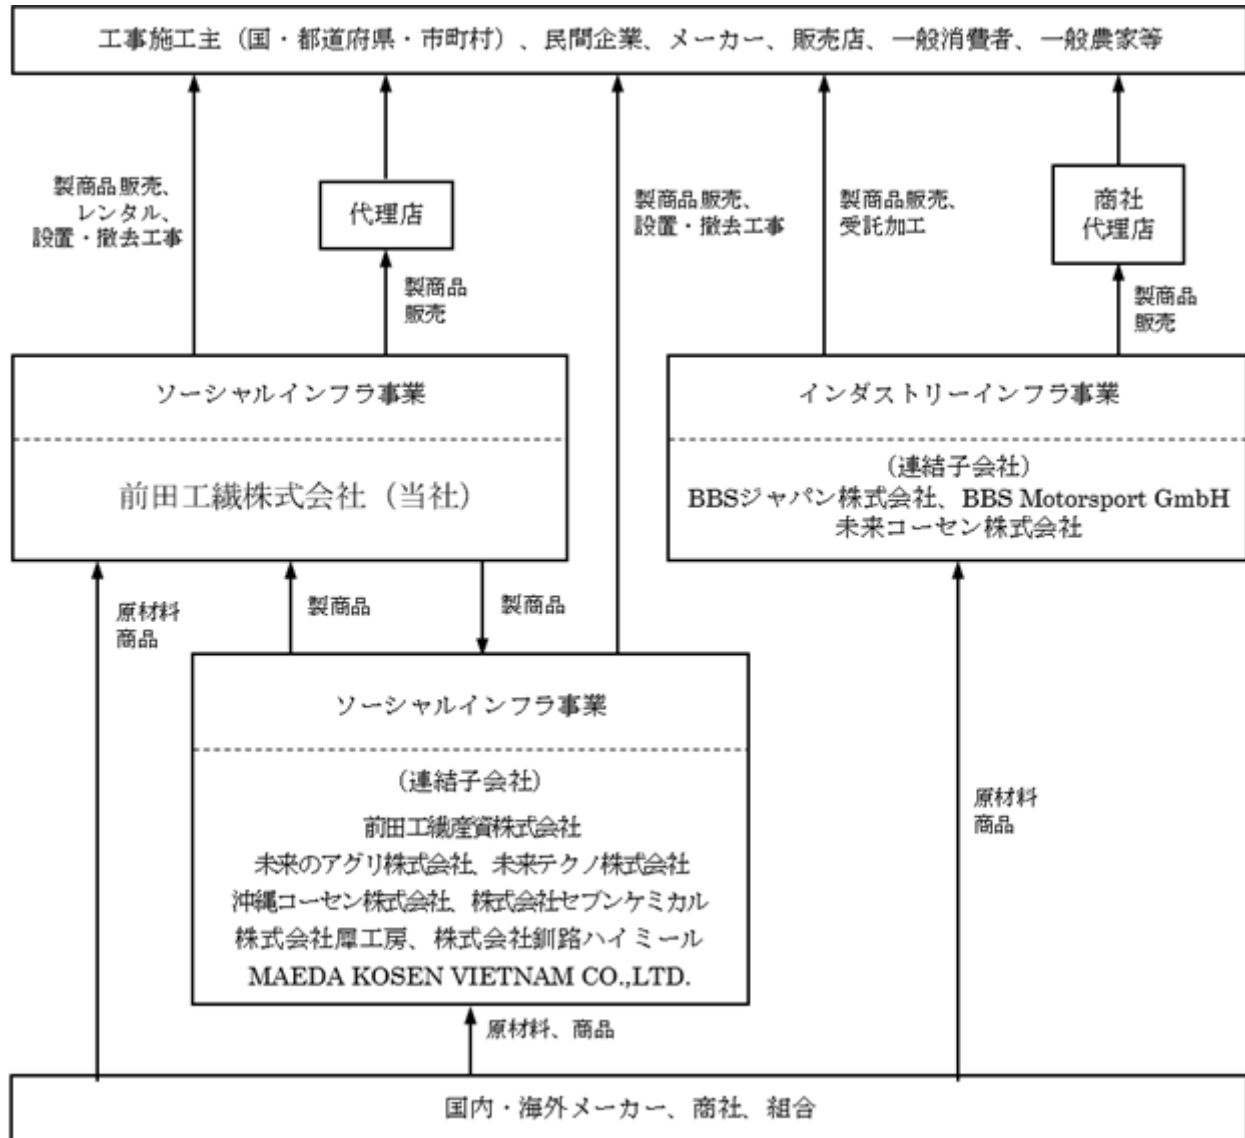 工事施工主（国・都道府県・市町村）、民間企業、メーカー、販売店、一般消費者、一般農家等
製商品販売、
レンタル、
設置・撤去工事
代理店
製商品
販売
製商品販売、
設置・撤去工事
製商品販売、
受託加工
商社
代理店
製商品
販売
ソーシャルインフラ事業
前田工繊株式会社（当社）
インダストリーインフラ事業
（連結子会社）
BBSジャパン株式会社、BBS Motorsport GmbH
未来コーセン株式会社
原材料
商品
製商品
製商品
ソーシャルインフラ事業
（連結子会社）
前田工繊産資株式会社
未来のアグリ株式会社、未来テクノ株式会社
沖縄コーセン株式会社、株式会社セブンケミカル
株式会社犀工房、株式会社釧路ハイミール
MAEDA KOSEN VIETNAM CO.,LTD.
原材料
商品
原材料、商品
国内・海外メーカー、商社、組合